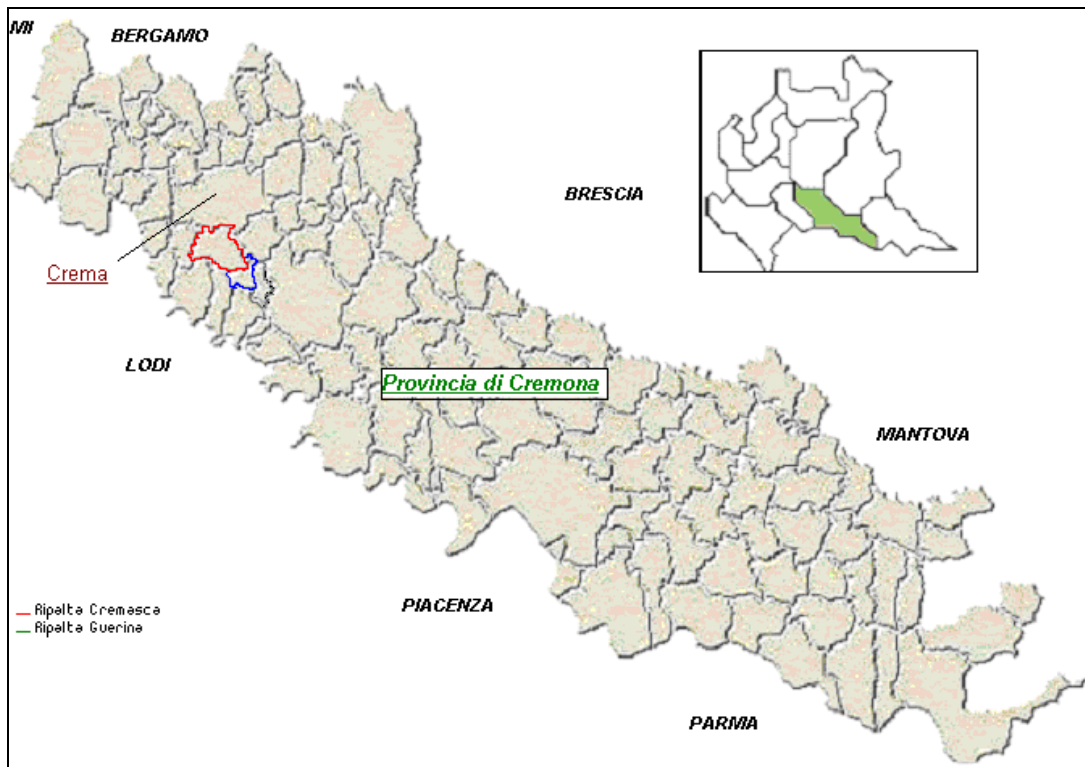 MI
BERGAMO
BRESCIA
Crema
LODI
Provincia di Cremona
MANTOVA
PIACENZA
Ripalta Cremasca
Ripalta Guerina
PARMA